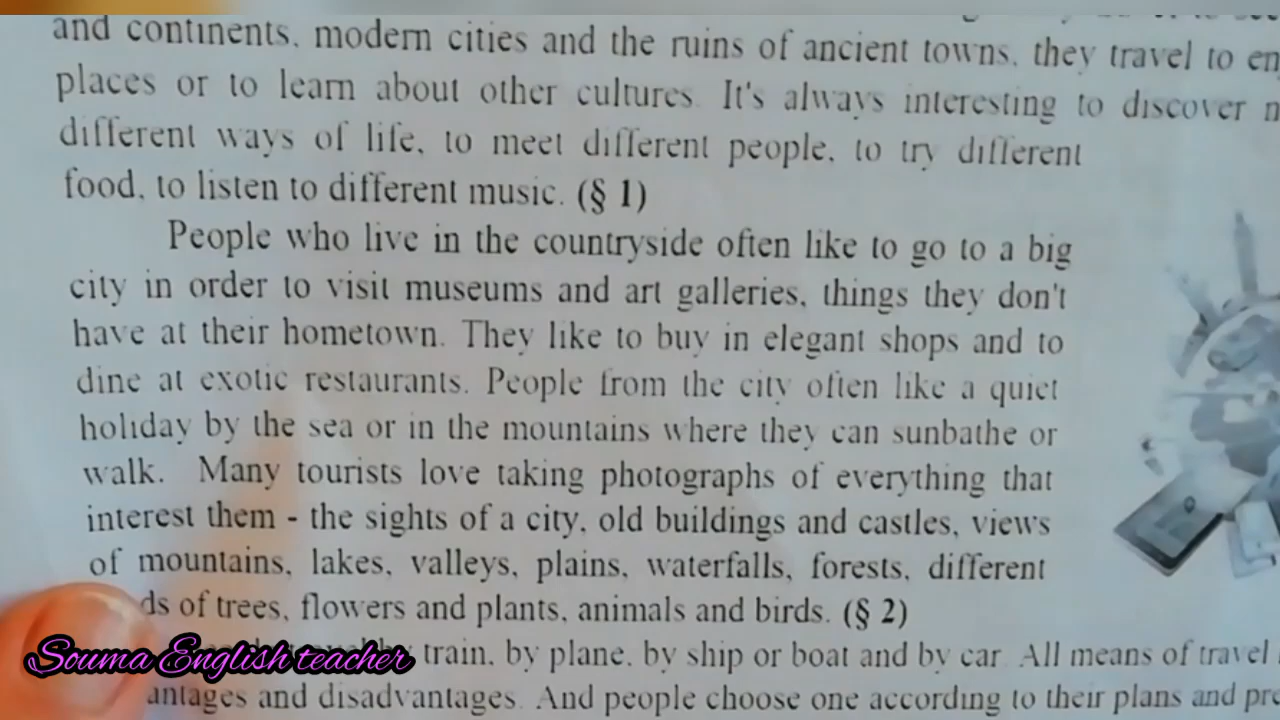 and continents, modern cities and the ruins of ancient towns, they travel to
places or to learn about other cultures. It's always interesting to discover
different ways of life, to meet different people, to try different
food, to listen to different music. (§ 1)
People who live in the countryside often like to go to a big
city in order to visit museums and art galleries, things they don't
have at their hometown. They like to buy in elegant shops and to
dine at exotic restaurants. People from the city often like a quiet
holiday by the sea or in the mountains where they can sunbathe or
walk. Many tourists love taking photographs of everything that
interest them - the sights of a city, old buildings and castles, views
of mountains, lakes, valleys, plains, waterfalls, forests, different
ds of trees, flowers and plants, animals and birds. (§ 2)
train, by plane, by ship or boat and by car. All means of travel
Souma English teacher
antages and disadvantages. And people choose one according to their plans and